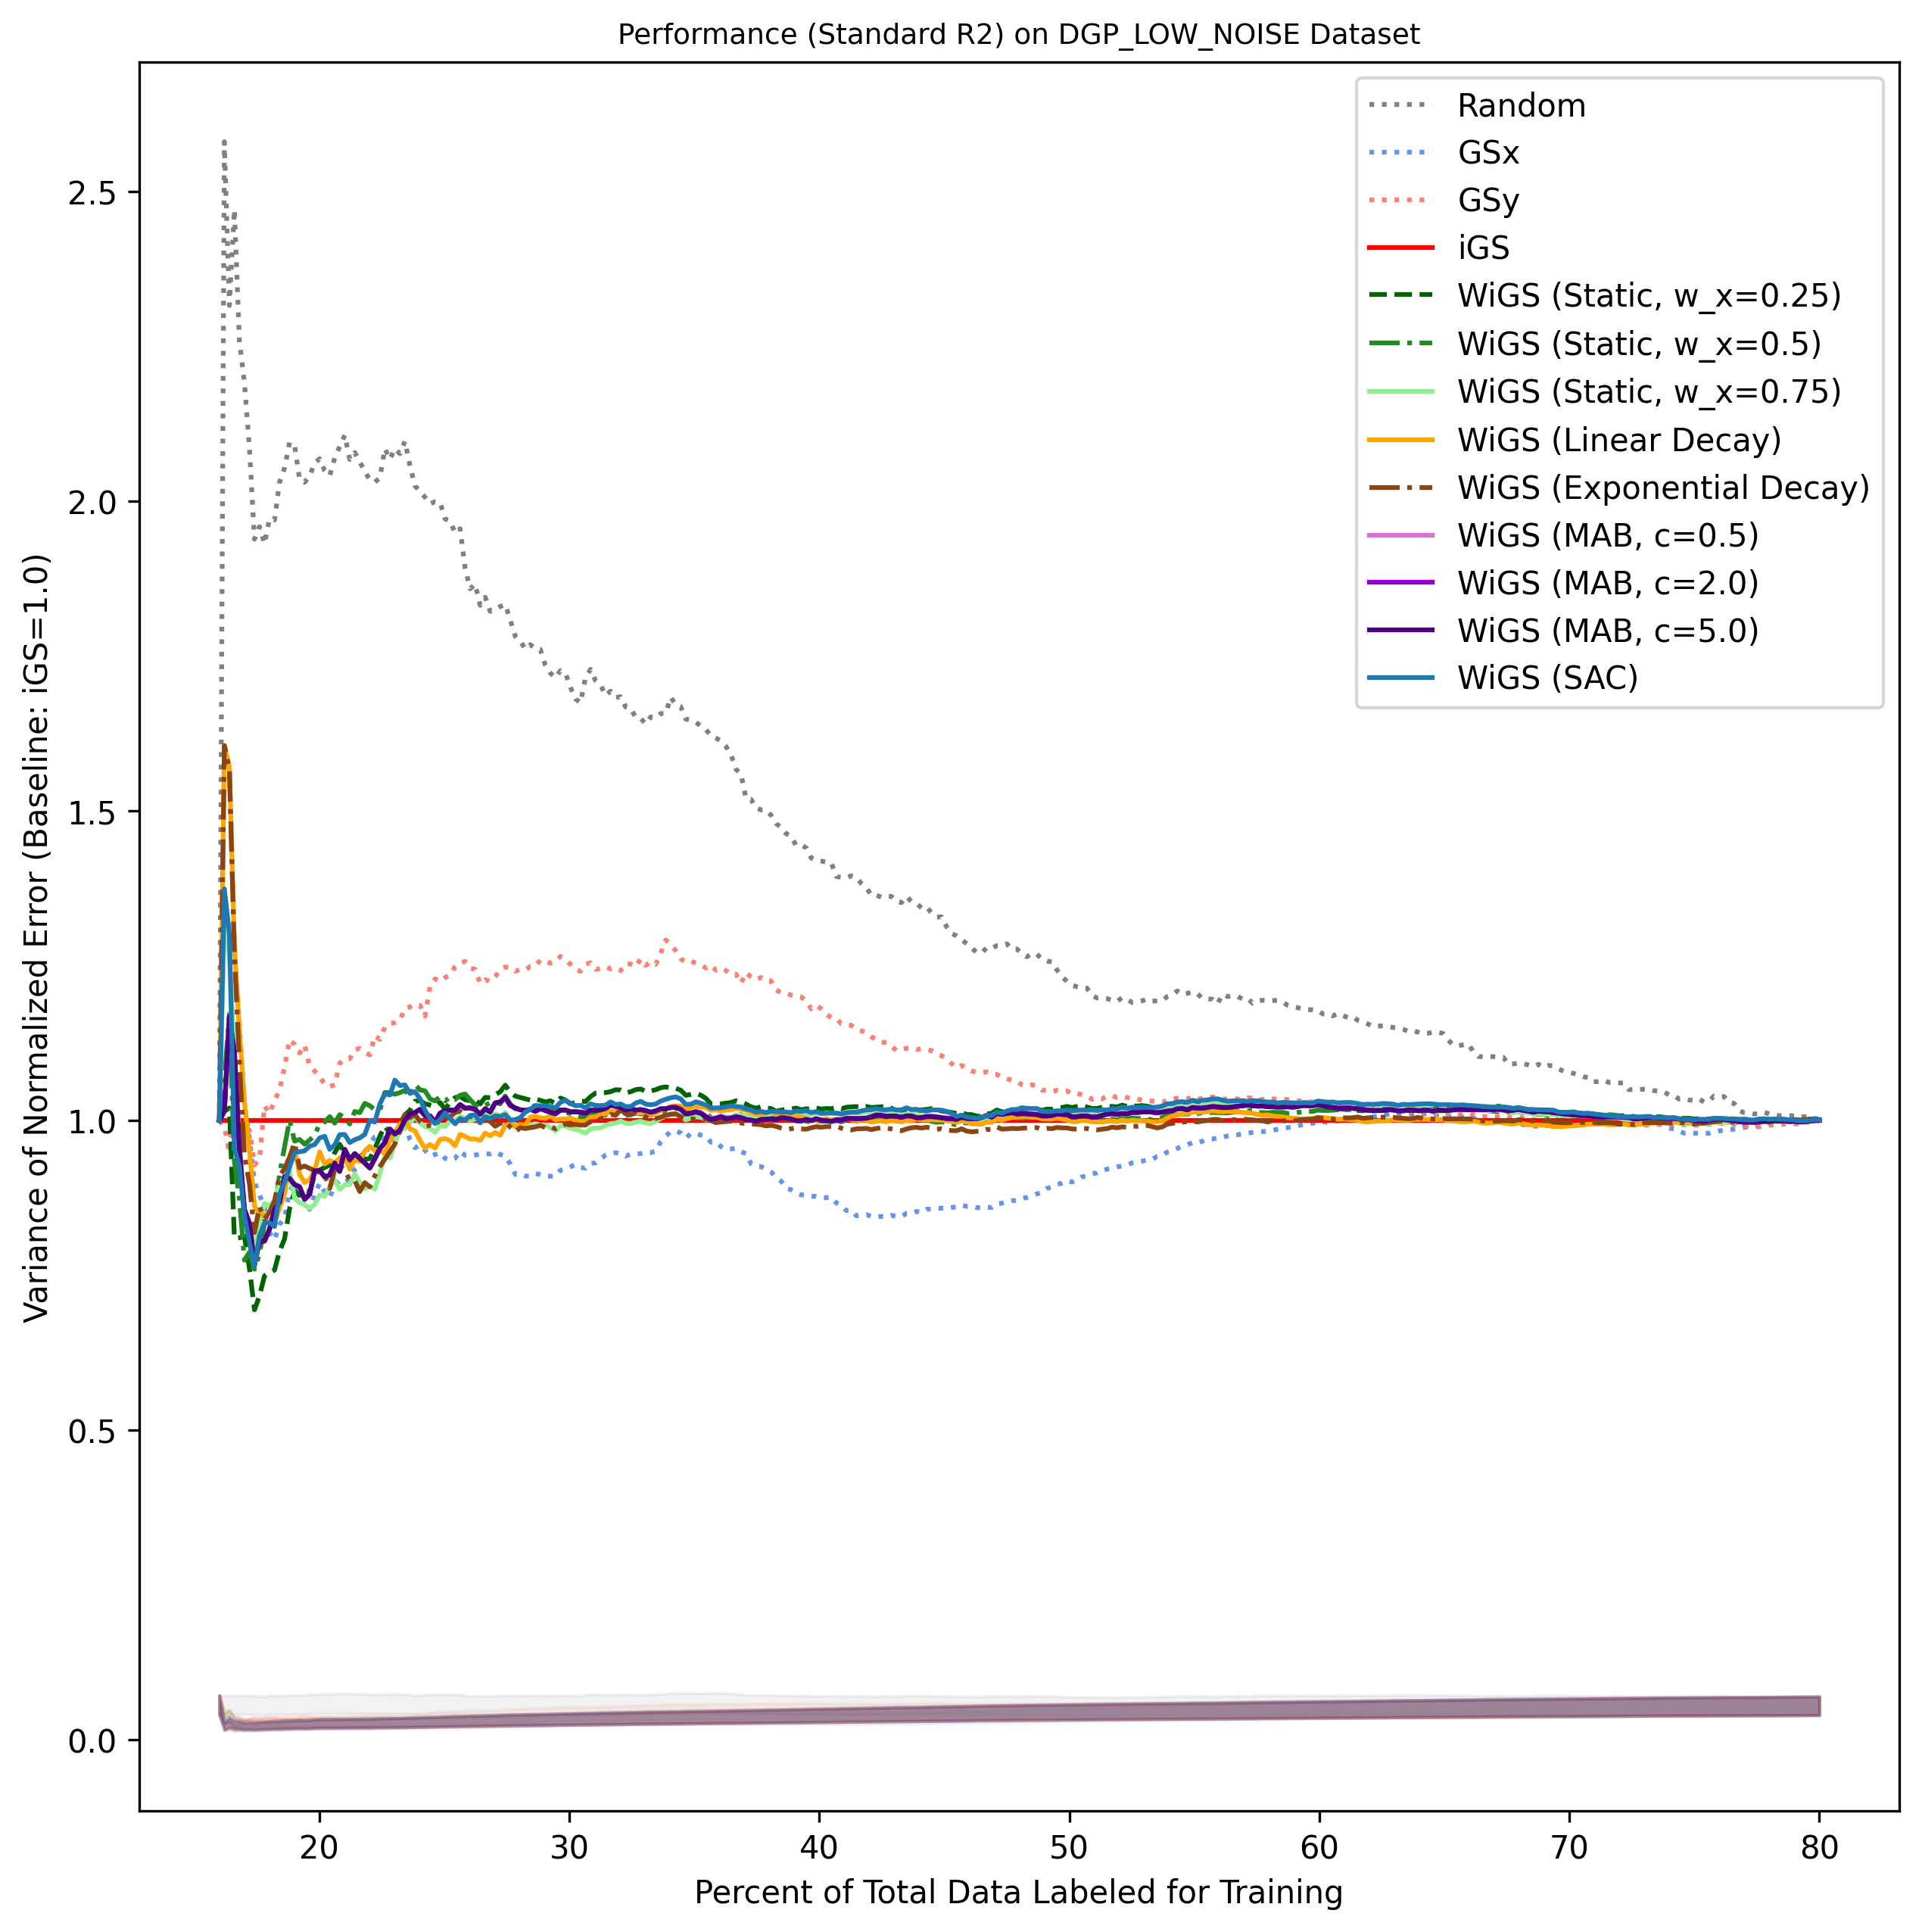 Performance (Standard R2) on DGP_LOW_NOISE Dataset
Variance of Normalized Error (Baseline: iGS=1.0)
2.5
2.0
1.5
1.0
0.5
0.0
Random
GSx
GSy
iGS
WiGS (Static, w_x=0.25)
WiGS (Static, w_x=0.5)
WiGS (Static, w_x=0.75)
WiGS (Linear Decay)
WiGS (Exponential Decay)
WiGS (MAB, c=0.5)
WiGS (MAB, c=2.0)
WiGS (MAB, c=5.0)
WiGS (SAC)
20 30 40 50 60 70 80
Percent of Total Data Labeled for Training